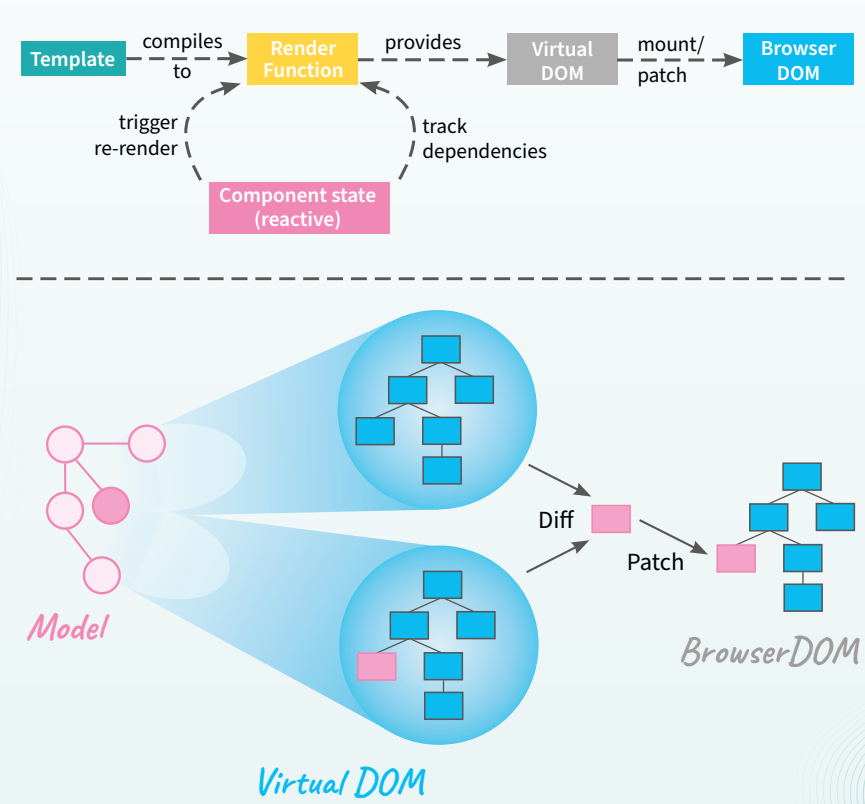 Template
compiles
to
Render
Function
provides
Virtual
DOM
mount/
patch
Browser
DOM
trigger
re-render
track
dependencies
Component state
(reactive)
Diff
Patch
Model
BrowserDOM
Virtual DOM